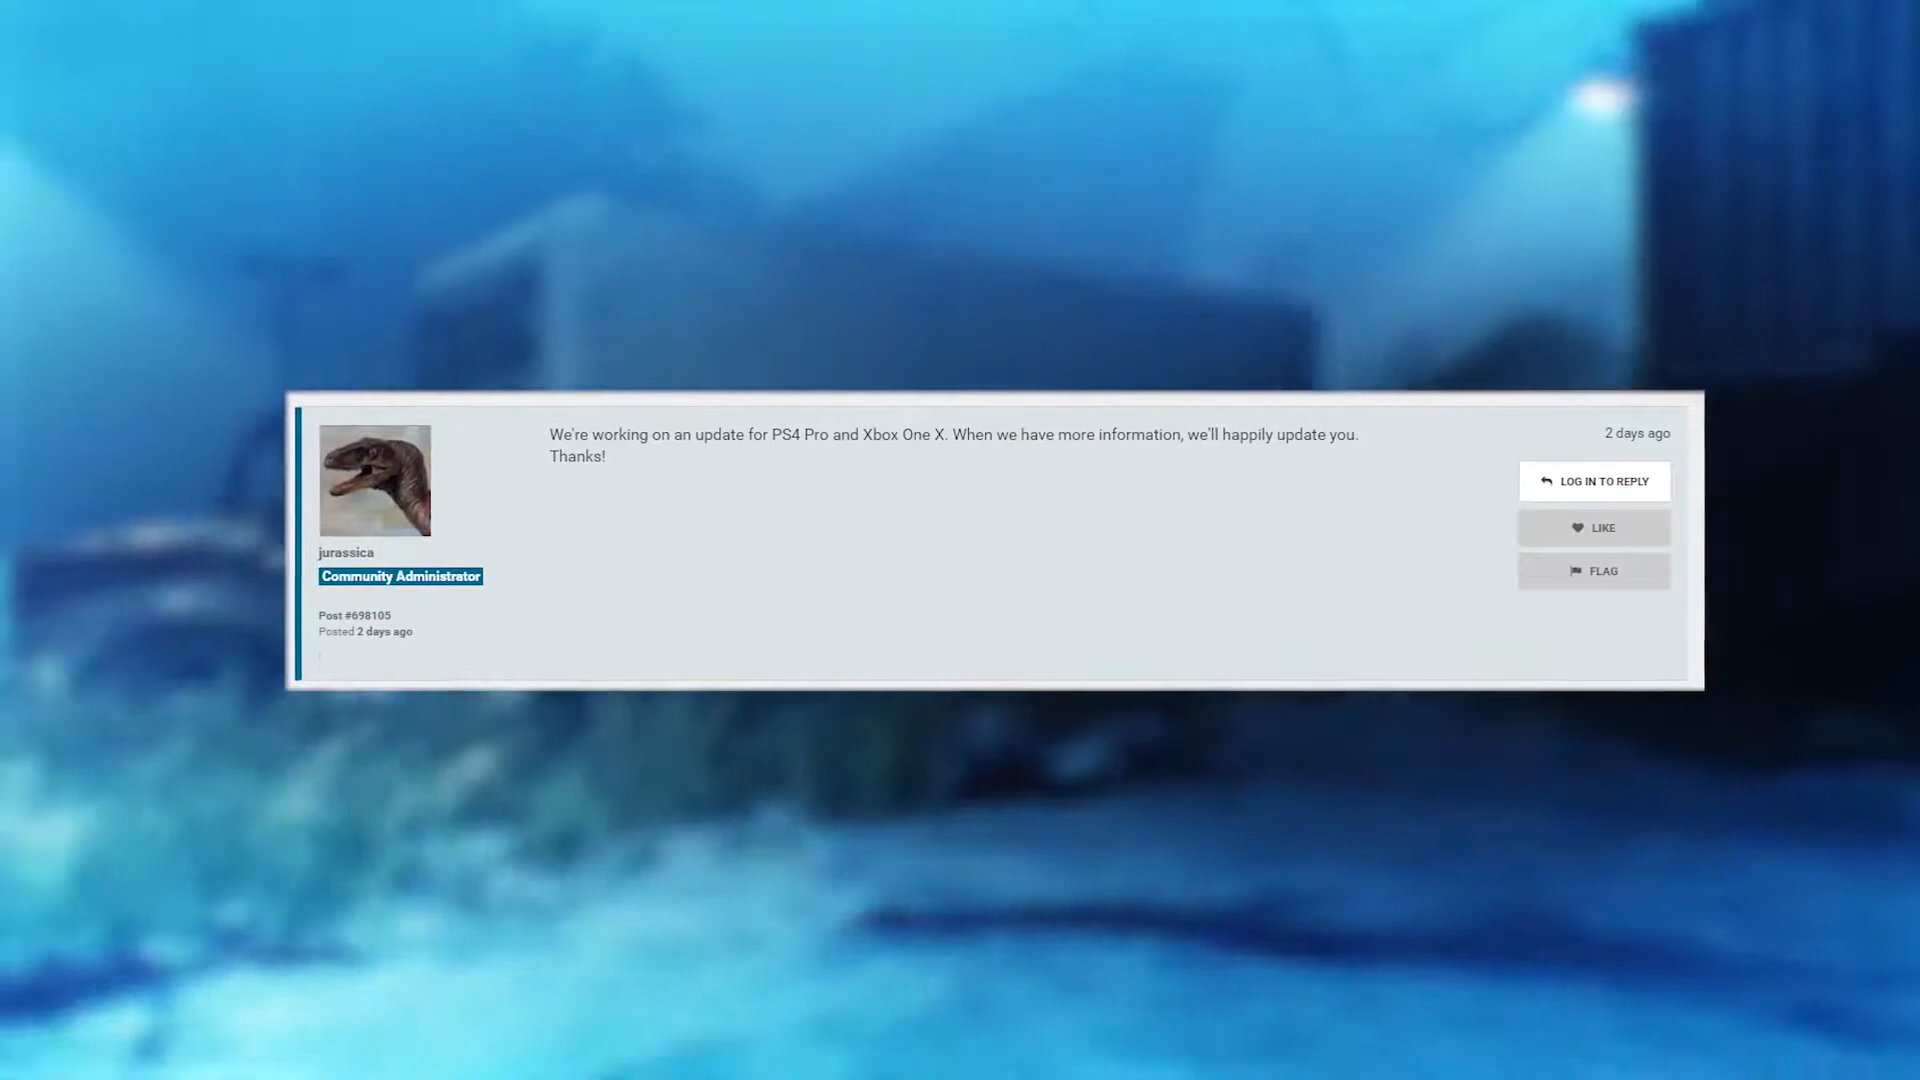 We're working on an update for PS4 Pro and Xbox One X. When we have more information, we'll happily update you.
Thanks!
2 days ago
LOG IN TO REPLY
LIKE
FLAG
jurassica
Community Administrator
Post #698105
Posted 2 days ago